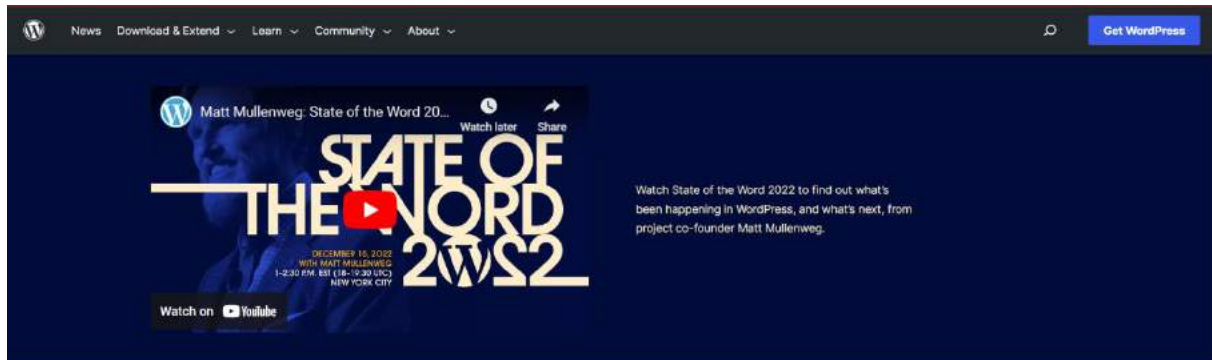 News Download & Extend Learn Community About Get WordPress
Matt Mullenweg: State of the Word 20...
Watch later Share
STATE OF
THE WORD
2022
DECEMBER 15, 2022
WITH MATT MULLENWEG
1-2:30 P.M. EST (18-19:30 UTC)
NEW YORK CITY
Watch on YouTube
Watch State of the Word 2022 to find out what's
been happening in WordPress, and what's next, from
project co-founder Matt Mullenweg.